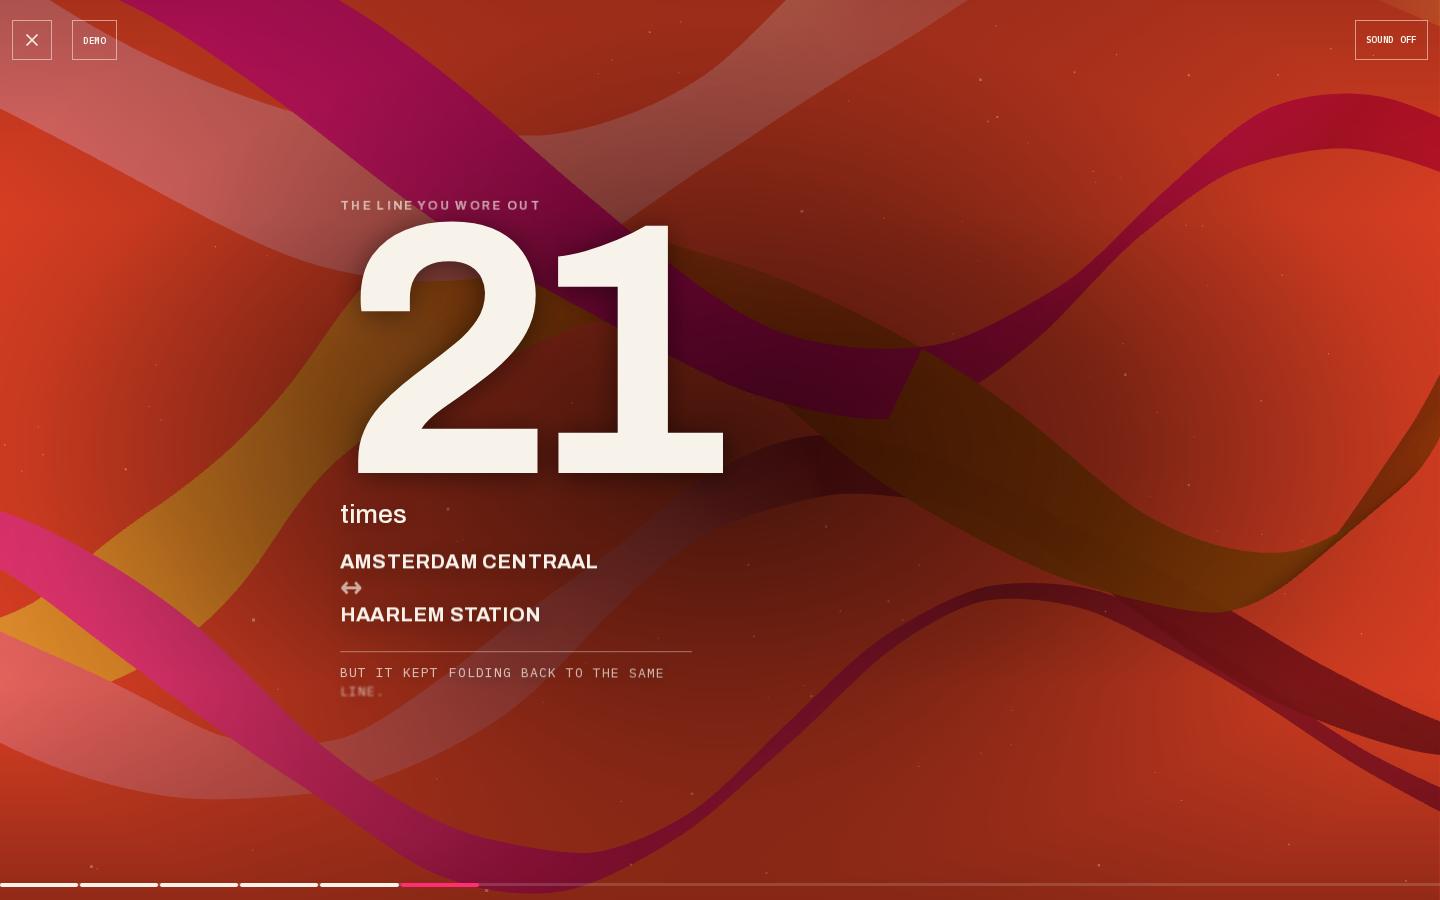 DEMO
SOUND OFF
THE LINE YOU WORE OUT
21
times
AMSTERDAM CENTRAAL
↔
HAARLEM STATION
BUT IT KEPT FOLDING BACK TO THE SAME
LINE.